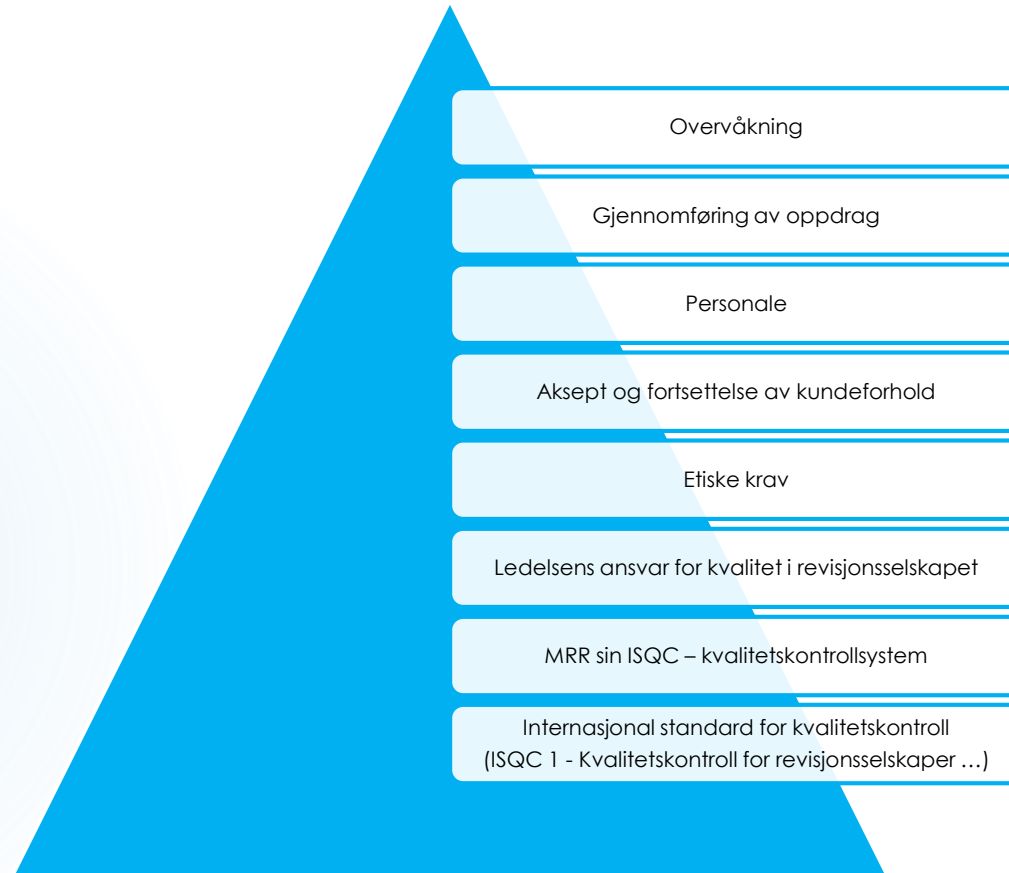 Overvåkning
Gjennomføring av oppdrag
Personale
Aksept og fortsettelse av kundeforhold
Etiske krav
Ledelsens ansvar for kvalitet i revisjonsselskapet
MRR sin ISQC – kvalitetskontrollsystem
Internasjonal standard for kvalitetskontroll
(ISQC 1 - Kvalitetskontroll for revisjonsselskaper …)